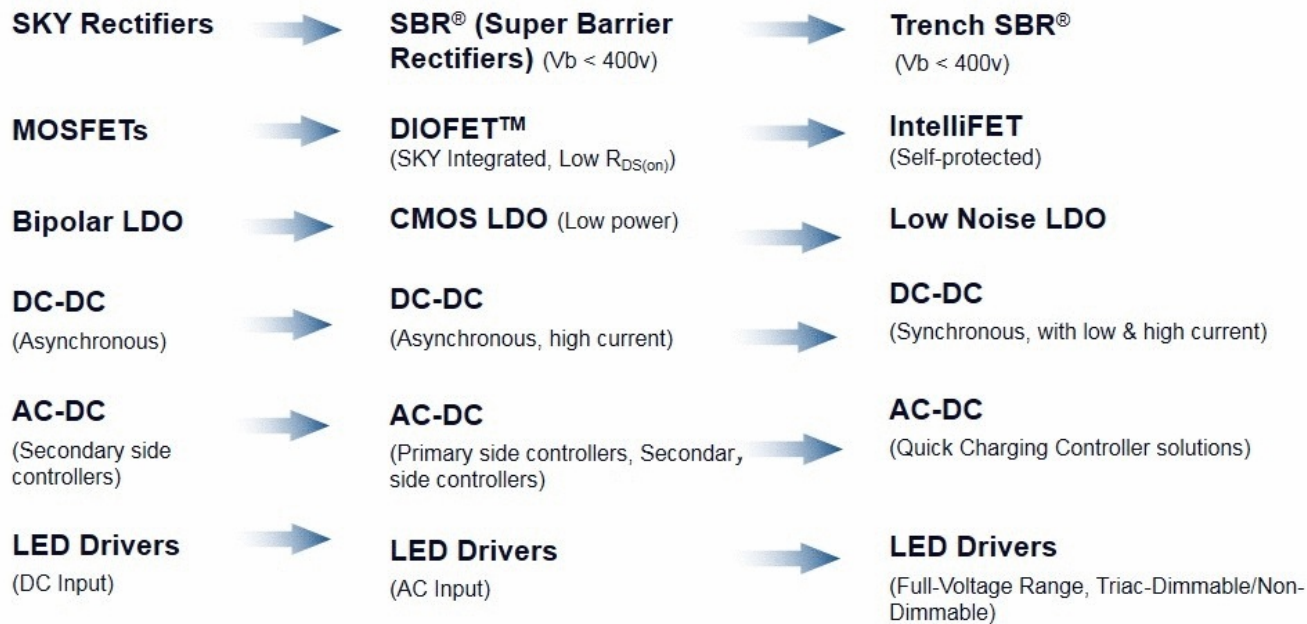 SKY Rectifiers
SBR® (Super Barrier
Rectifiers) (Vb < 400v)
Trench SBR®
(Vb < 400v)
MOSFETs
DIOFET™
(SKY Integrated, Low RDS(on))
IntelliFET
(Self-protected)
Bipolar LDO
CMOS LDO (Low power)
Low Noise LDO
DC-DC
(Asynchronous)
DC-DC
(Asynchronous, high current)
DC-DC
(Synchronous, with low & high current)
AC-DC
(Secondary side
controllers)
AC-DC
(Primary side controllers, Secondary
side controllers)
AC-DC
(Quick Charging Controller solutions)
LED Drivers
(DC Input)
LED Drivers
(AC Input)
LED Drivers
(Full-Voltage Range, Triac-Dimmable/Non-
Dimmable)